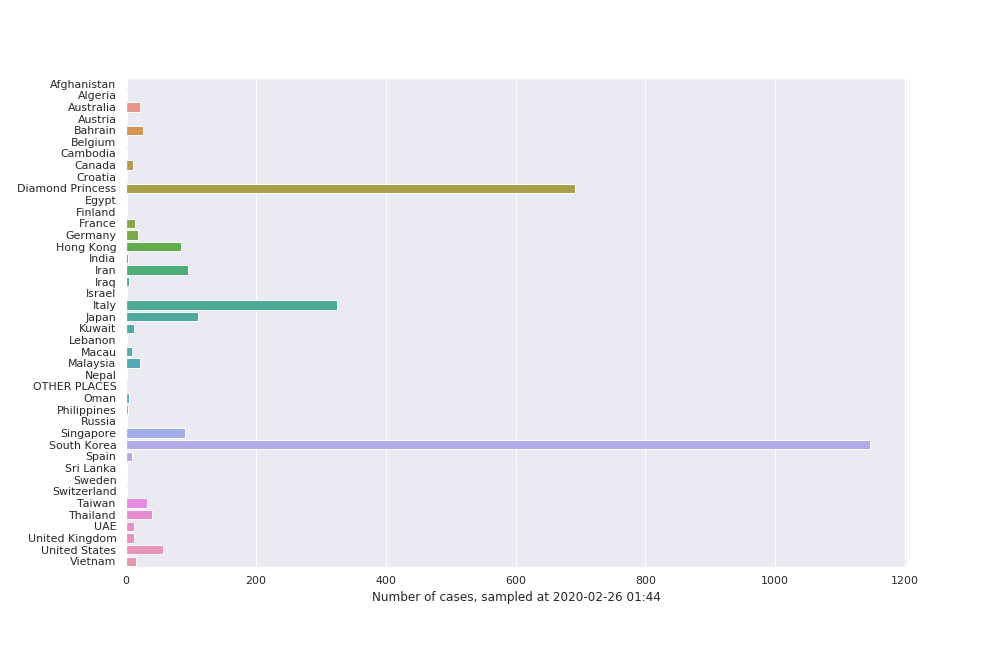 Afghanistan
Algeria
Australia
Austria
Bahrain
Belgium
Cambodia
Canada
Croatia
Diamond Princess
Egypt
Finland
France
Germany
Hong Kong
India
Iran
Iraq
Israel
Italy
Japan
Kuwait
Lebanon
Macau
Malaysia
Nepal
OTHER PLACES
Oman
Philippines
Russia
Singapore
South Korea
Spain
Sri Lanka
Sweden
Switzerland
Taiwan
Thailand
UAE
United Kingdom
United States
Vietnam
0 200 400 600 800 1000 1200
Number of cases, sampled at 2020-02-26 01:44